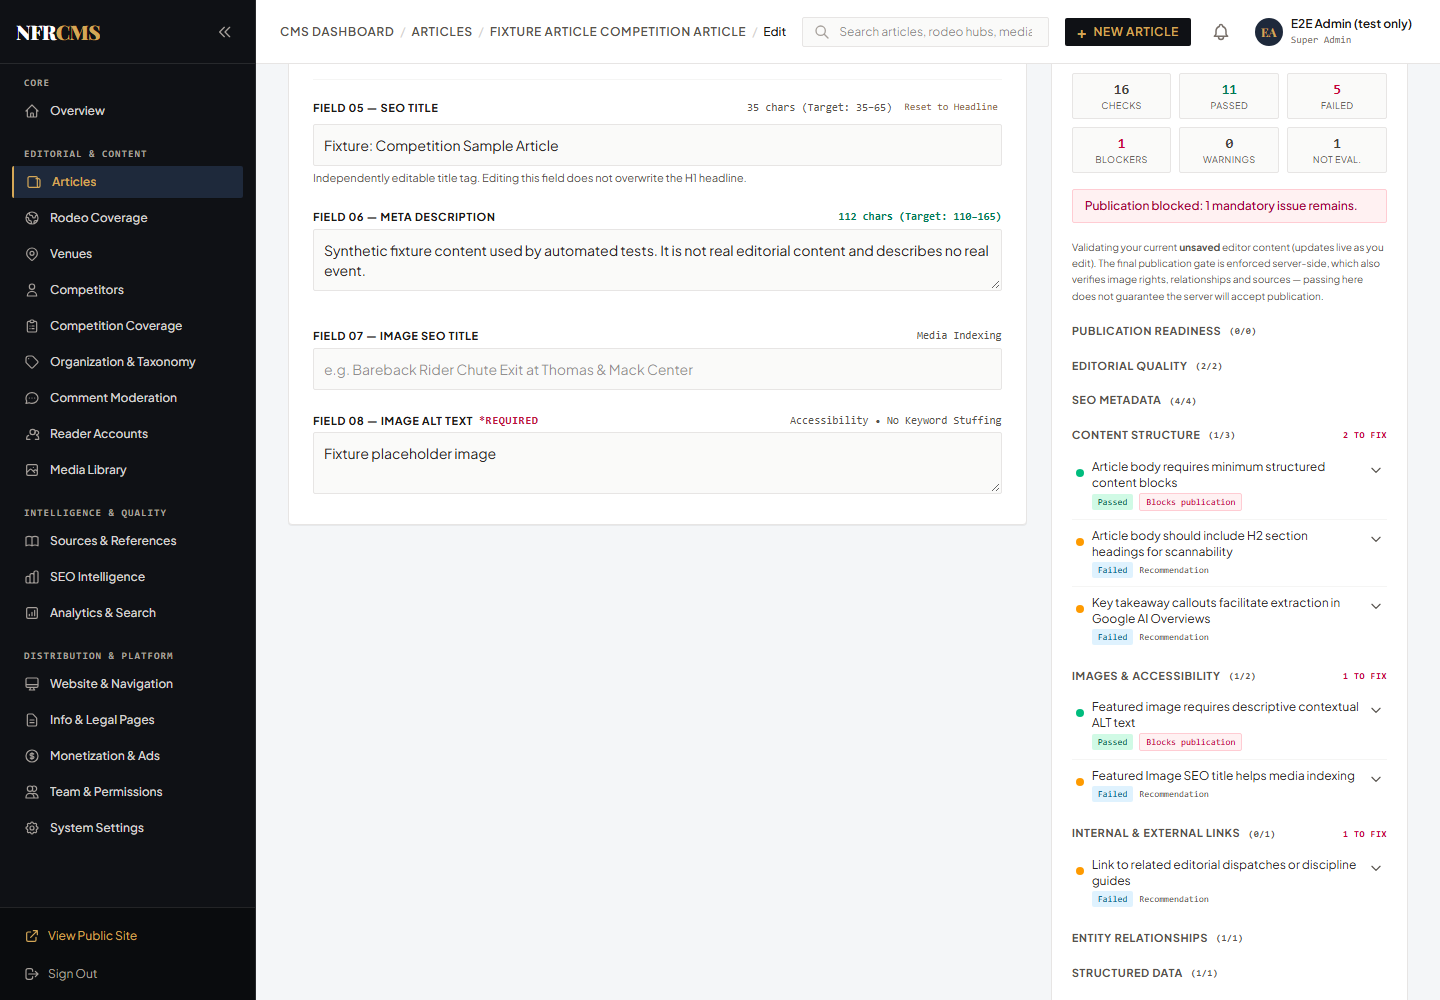 NFRCMS
CORE
Overview
EDITORIAL & CONTENT
Articles
Rodeo Coverage
Venues
Competitors
Competition Coverage
Organization & Taxonomy
Comment Moderation
Reader Accounts
Media Library
INTELLIGENCE & QUALITY
Sources & References
SEO Intelligence
Analytics & Search
DISTRIBUTION & PLATFORM
Website & Navigation
Info & Legal Pages
Monetization & Ads
Team & Permissions
System Settings
View Public Site
Sign Out
CMS DASHBOARD / ARTICLES / FIXTURE ARTICLE COMPETITION ARTICLE / Edit
Search articles, rodeo hubs, media
+ NEW ARTICLE
EA
E2E Admin (test only)
Super Admin
FIELD 05 — SEO TITLE
35 chars (Target: 35–65)
Reset to Headline
Fixture: Competition Sample Article
Independently editable title tag. Editing this field does not overwrite the H1 headline.
FIELD 06 — META DESCRIPTION
112 chars (Target: 110–165)
Synthetic fixture content used by automated tests. It is not real editorial content and describes no real
event.
FIELD 07 — IMAGE SEO TITLE
Media Indexing
e.g. Bareback Rider Chute Exit at Thomas & Mack Center
FIELD 08 — IMAGE ALT TEXT *REQUIRED
Accessibility • No Keyword Stuffing
Fixture placeholder image
16
CHECKS
11
PASSED
5
FAILED
1
BLOCKERS
0
WARNINGS
1
NOT EVAL.
Publication blocked: 1 mandatory issue remains.
Validating your current unsaved editor content (updates live as you
edit). The final publication gate is enforced server-side, which also
verifies image rights, relationships and sources — passing here
does not guarantee the server will accept publication.
PUBLICATION READINESS (0/0)
EDITORIAL QUALITY (2/2)
SEO METADATA (4/4)
CONTENT STRUCTURE (1/3)
2 TO FIX
Article body requires minimum structured
content blocks
Passed
Blocks publication
Article body should include H2 section
headings for scannability
Failed
Recommendation
Key takeaway callouts facilitate extraction in
Google AI Overviews
Failed
Recommendation
IMAGES & ACCESSIBILITY (1/2)
1 TO FIX
Featured image requires descriptive contextual
ALT text
Passed
Blocks publication
Featured Image SEO title helps media indexing
Failed
Recommendation
INTERNAL & EXTERNAL LINKS (0/1)
1 TO FIX
Link to related editorial dispatches or discipline
guides
Failed
Recommendation
ENTITY RELATIONSHIPS (1/1)
STRUCTURED DATA (1/1)